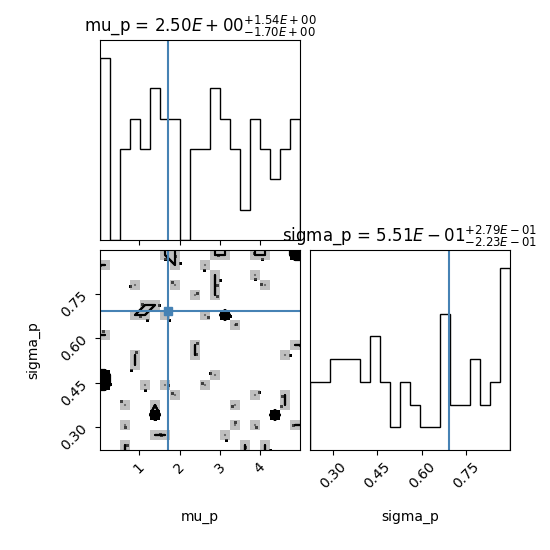 mu_p = 2.50E+00+1.54E+00−1.70E+00
sigma_p = 5.51E−01+2.79E−01−2.23E−01
0.75
0.60
0.45
0.30
sigma_p
1 2 3 4
mu_p
0.30 0.45 0.60 0.75
sigma_p